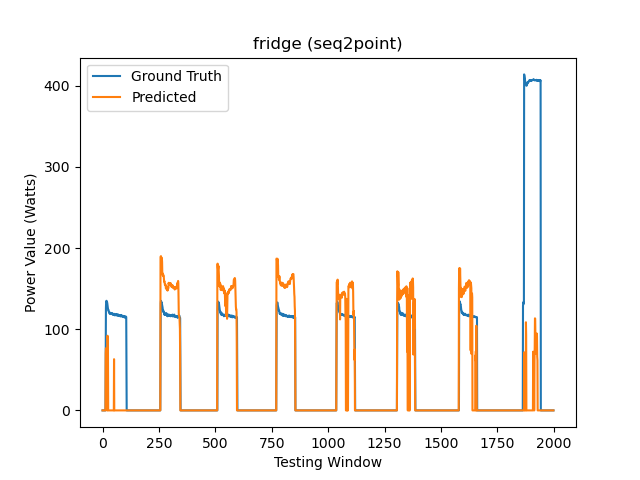 fridge (seq2point)
Ground Truth
Predicted
Power Value (Watts)
400
300
200
100
0
0
250
500
750
1000
1250
1500
1750
2000
Testing Window